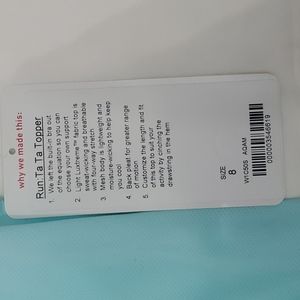 why we made this:
Run Ta Ta Topper
1 We left the built-in bra out
of the equation so you can
choose your own support
2 Light Luxtreme™ fabric top is
sweat-wicking and breathable
with four-way stretch
3 Mesh body is lightweight and
moisture-wicking to help keep
you cool
4 Back pleat for greater range
of motion
5 Customize the length and fit
of this top to suit your
activity by cinching the
drawstring in the hem
SIZE
8
W1C50S AQAM
000003546619